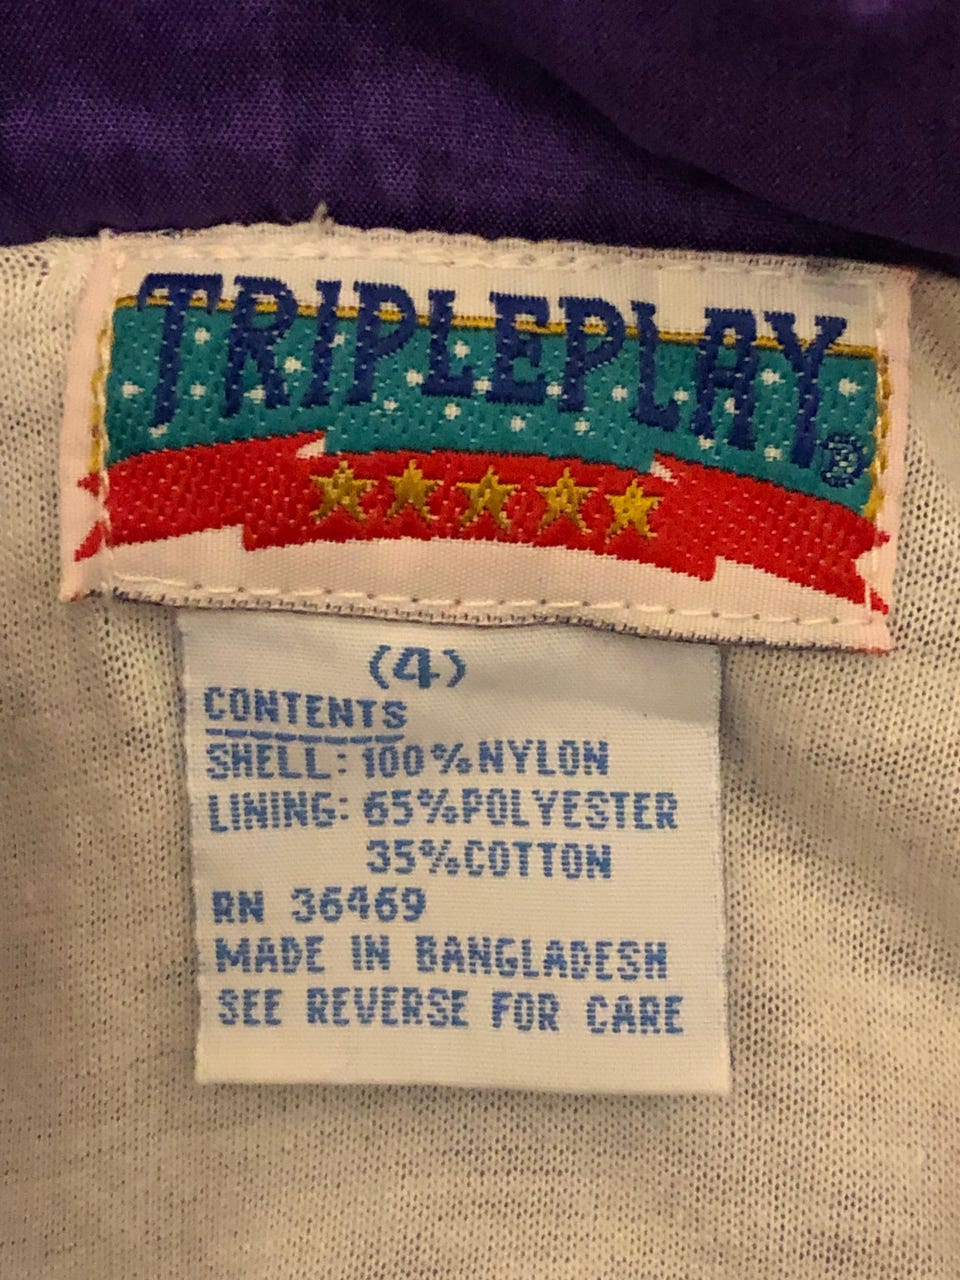 TRIPLEPLAY®
(4)
CONTENTS
SHELL: 100% NYLON
LINING: 65% POLYESTER
35% COTTON
RN 36469
MADE IN BANGLADESH
SEE REVERSE FOR CARE